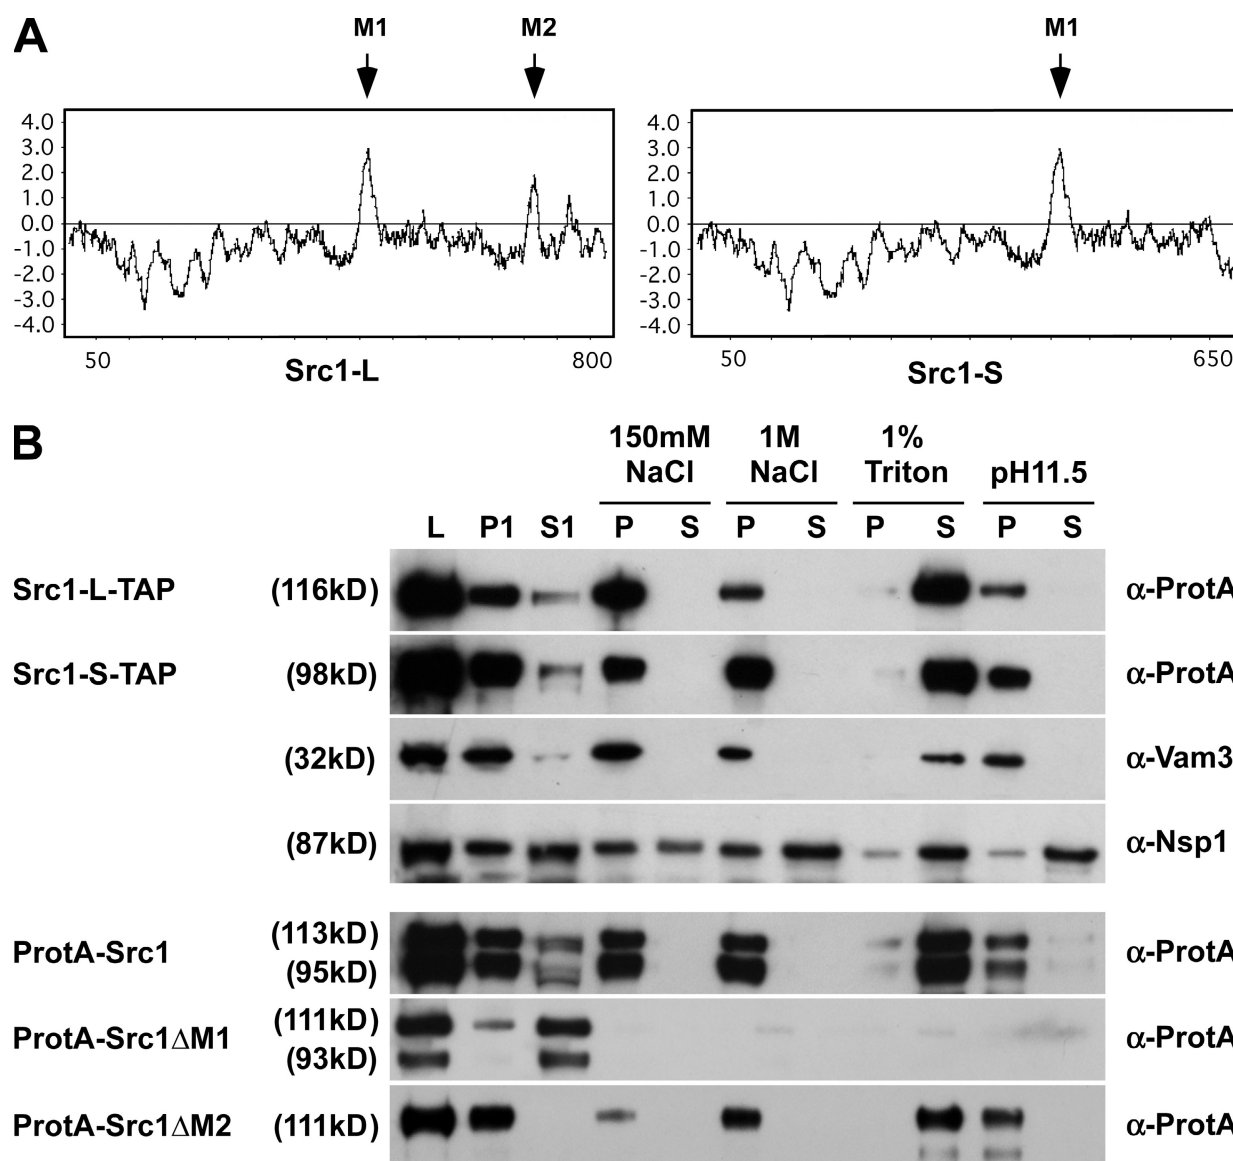 A
M1 M2 M1
4.0 4.0
3.0 3.0
2.0 2.0
1.0 1.0
0.0 0.0
-1.0 -1.0
-2.0 -2.0
-3.0 -3.0
-4.0 -4.0
50 800 50 650
Src1-L Src1-S
B
150mM 1M 1%
NaCl NaCl Triton pH11.5
L P1 S1 P S P S P S P S
Src1-L-TAP (116kD) α-ProtA
Src1-S-TAP (98kD) α-ProtA
(32kD) α-Vam3
(87kD) α-Nsp1
(113kD)
ProtA-Src1 α-ProtA
(95kD)
(111kD)
ProtA-Src1ΔM1 α-ProtA
(93kD)
ProtA-Src1ΔM2 (111kD) α-ProtA